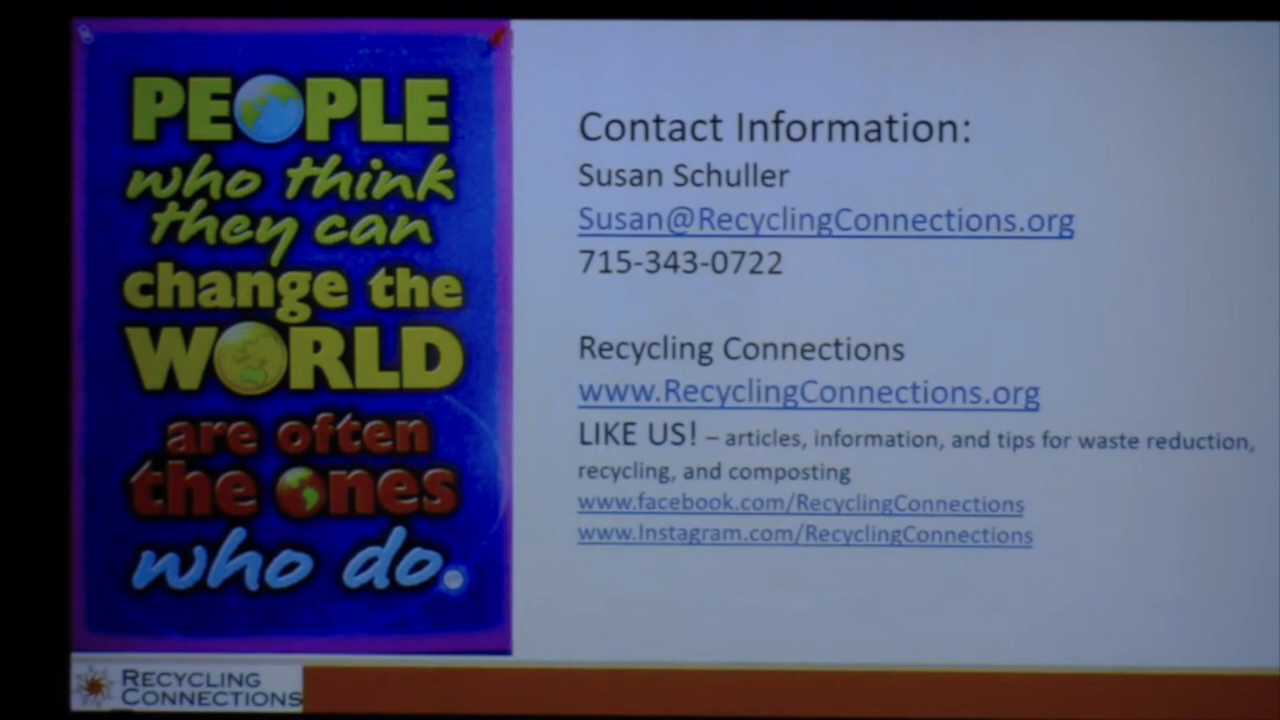 PEOPLE
who think
they can
change the
WORLD
are often
the ones
who do.
Contact Information:
Susan Schuller
Susan@RecyclingConnections.org
715-343-0722
Recycling Connections
www.RecyclingConnections.org
LIKE US! – articles, information, and tips for waste reduction,
recycling, and composting
www.facebook.com/RecyclingConnections
www.Instagram.com/RecyclingConnections
RECYCLING
CONNECTIONS